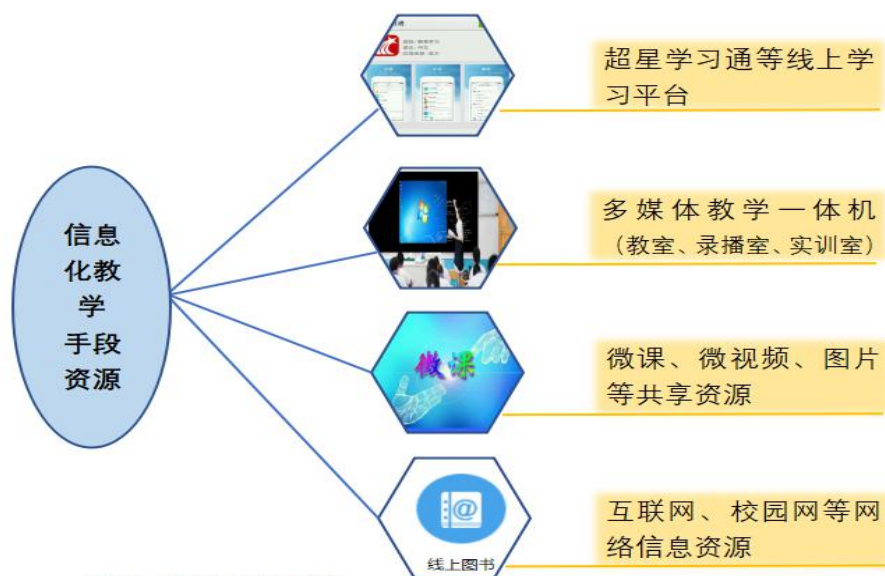 信息
化教
学
手段
资源
超星学习通等线上学
习平台
多媒体教学一体机
（教室、录播室、实训室）
微课
微课、微视频、图片
等共享资源
@
线上图书
互联网、校园网等网
络信息资源